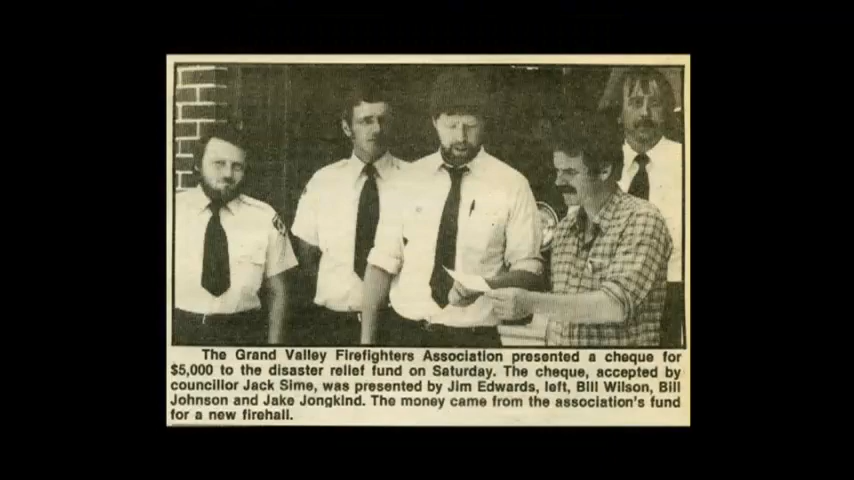 The Grand Valley Firefighters Association presented a cheque for
$5,000 to the disaster relief fund on Saturday. The cheque, accepted by
councillor Jack Sime, was presented by Jim Edwards, left, Bill Wilson, Bill
Johnson and Jake Jongkind. The money came from the association's fund
for a new firehall.